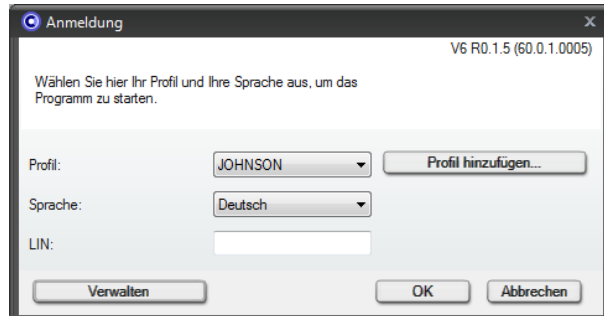 Anmeldung
V6 R0.1.5 (60.0.1.0005)
Wählen Sie hier Ihr Profil und Ihre Sprache aus, um das
Programm zu starten.
Profil: JOHNSON Profil hinzufügen...
Sprache: Deutsch
LIN:
Verwalten OK Abbrechen